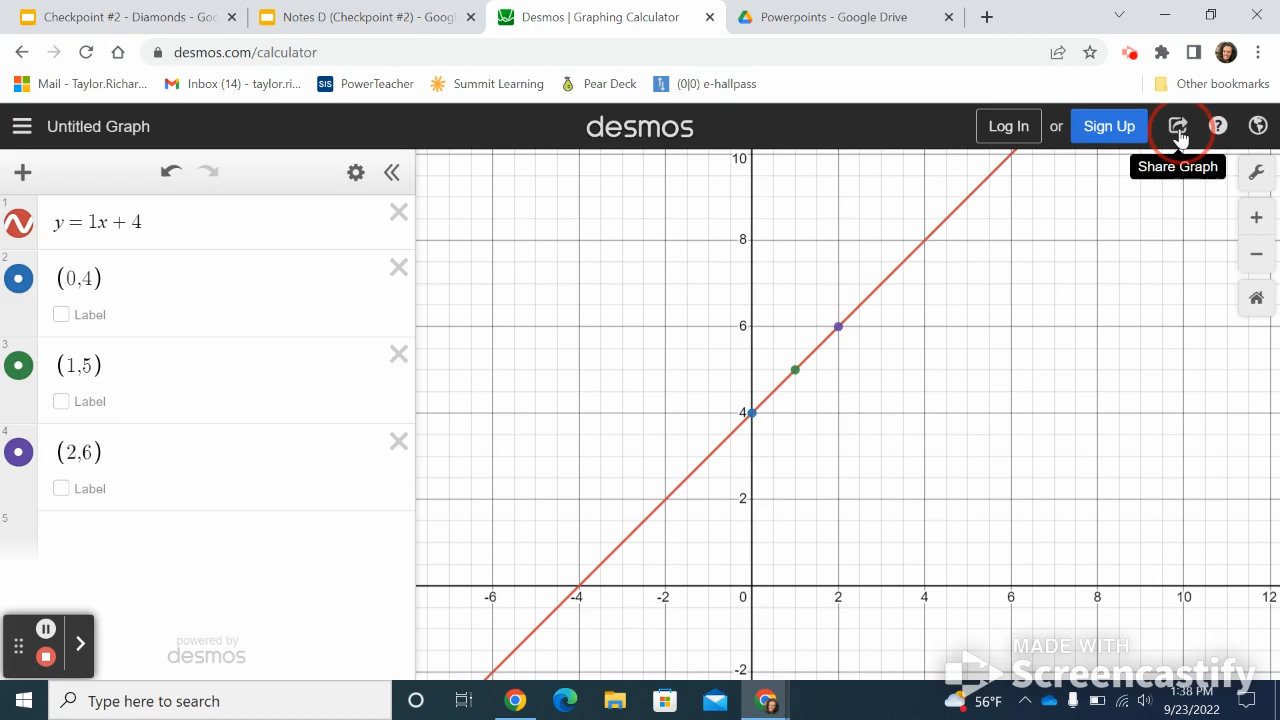 Checkpoint #2 - Diamonds - Goo
Notes D (Checkpoint #2) - Googl
Desmos | Graphing Calculator
Powerpoints - Google Drive
desmos.com/calculator
Mail - Taylor.Richar...
Inbox (14) - taylor.ri...
SIS PowerTeacher
Summit Learning
Pear Deck
(0|0) e-hallpass
Other bookmarks
Untitled Graph
desmos
Log In or Sign Up
Share Graph
1
y = 1x + 4
2
(0,4)
Label
3
(1,5)
Label
4
(2,6)
Label
5
powered by
desmos
10
8
6
4
2
-6 -4 -2 0 2 4 6 8 10 12
-2
MADE WITH
Screencastify
Type here to search
56°F
1:38 PM
9/23/2022